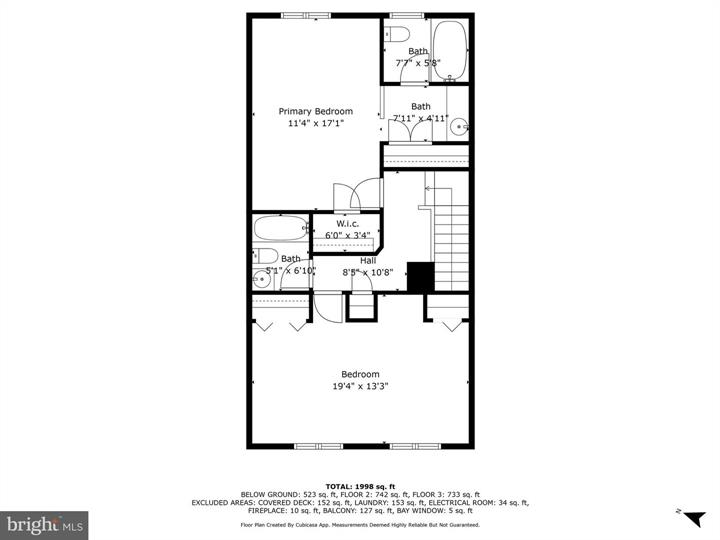 Bath
7'7" x 5'8"
Primary Bedroom
11'4" x 17'1"
Bath
7'11" x 4'11"
W.i.c.
6'0" x 3'4"
Bath
5'1" x 6'10"
Hall
8'5" x 10'8"
Bedroom
19'4" x 13'3"
TOTAL: 1998 sq. ft
BELOW GROUND: 523 sq. ft, FLOOR 2: 742 sq. ft, FLOOR 3: 733 sq. ft
EXCLUDED AREAS: COVERED DECK: 152 sq. ft, LAUNDRY: 153 sq. ft, ELECTRICAL ROOM: 34 sq. ft,
FIREPLACE: 10 sq. ft, BALCONY: 127 sq. ft, BAY WINDOW: 5 sq. ft
Floor Plan Created By Cubicasa App. Measurements Deemed Highly Reliable But Not Guaranteed.
N
bright MLS